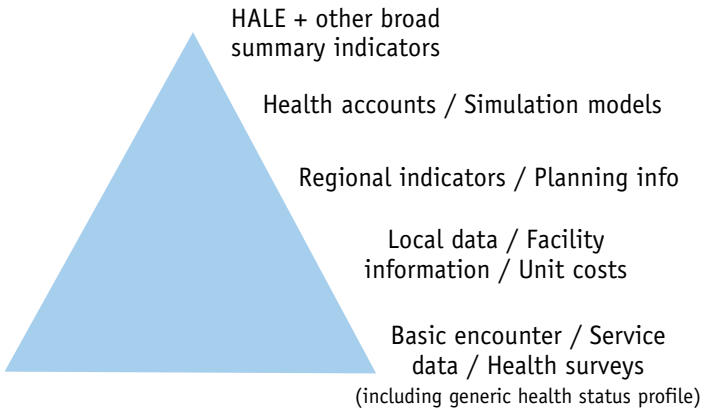 HALE + other broad
summary indicators
Health accounts / Simulation models
Regional indicators / Planning info
Local data / Facility
information / Unit costs
Basic encounter / Service
data / Health surveys
(including generic health status profile)